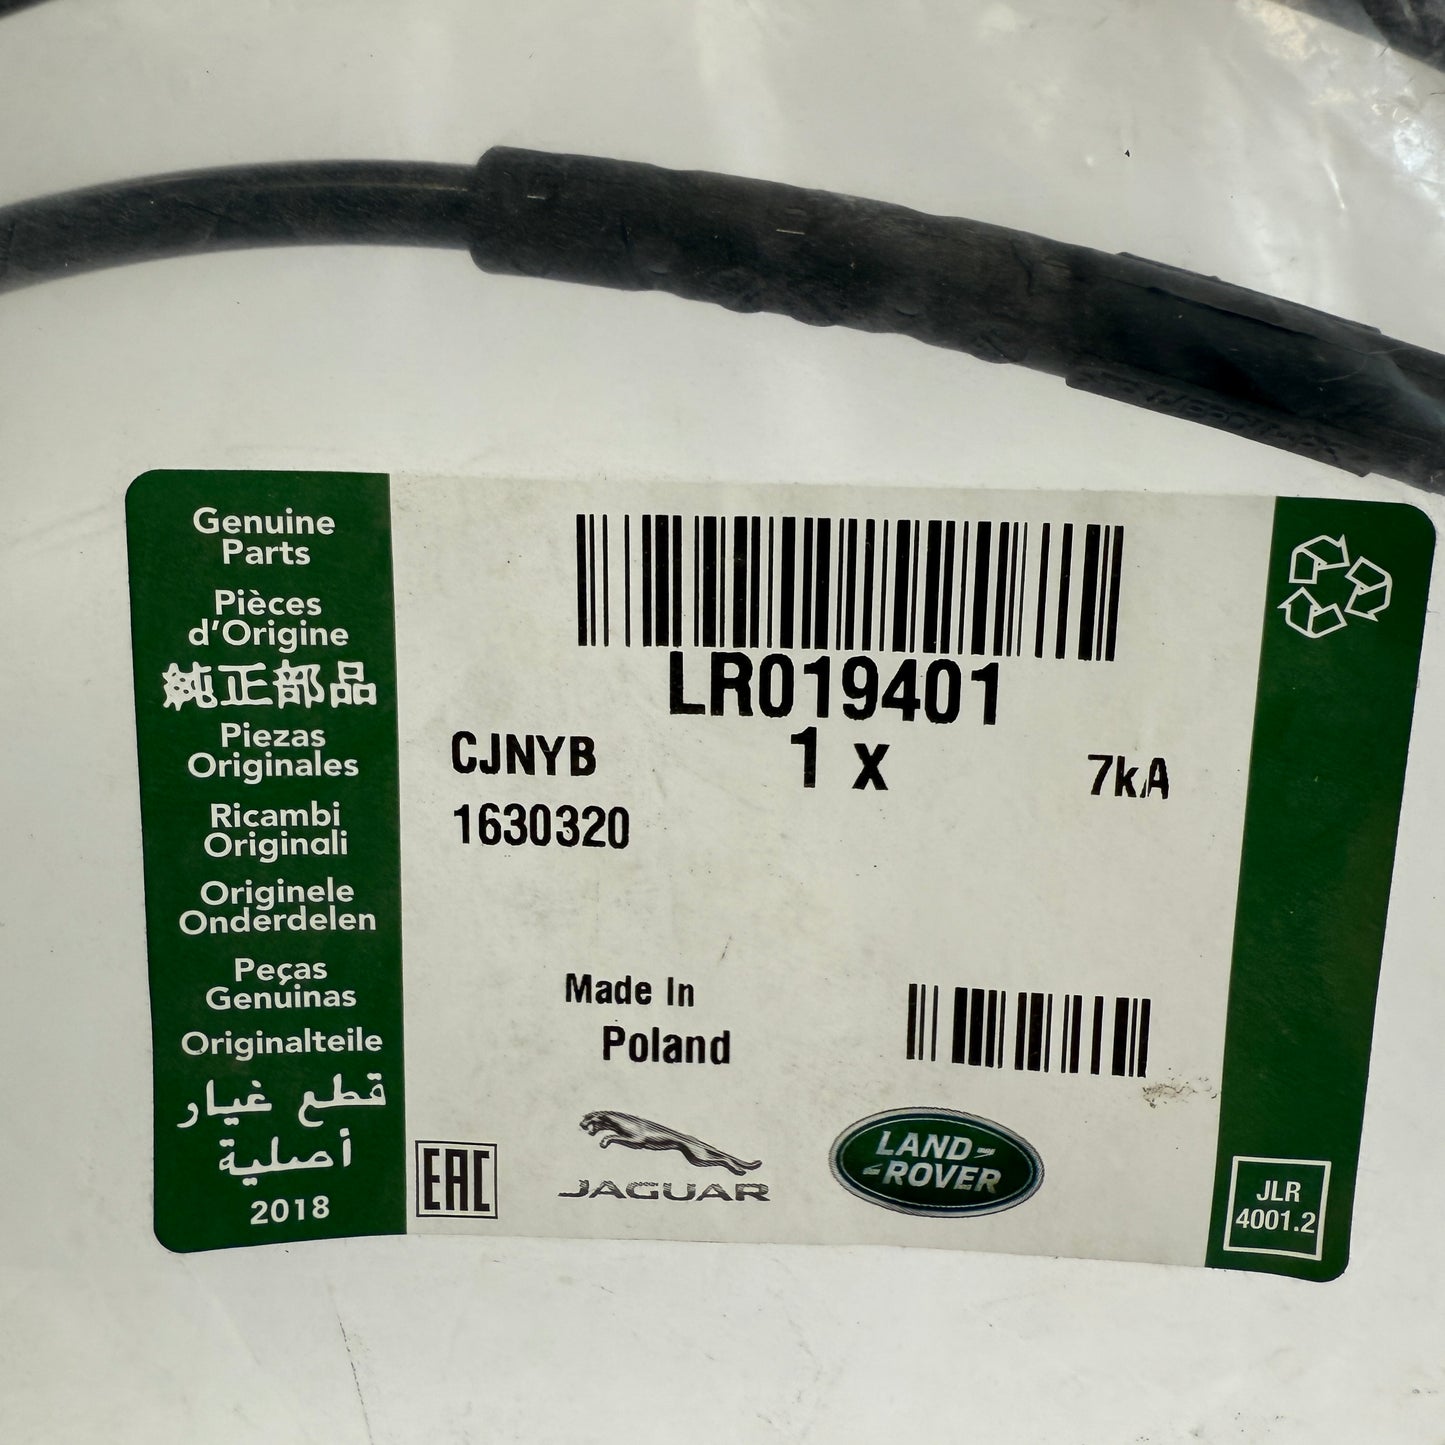 Genuine
Parts
Pièces
d'Origine
純正部品
Piezas
Originales
Ricambi
Originali
Originele
Onderdelen
Peças
Genuinas
Originalteile
قطع غيار
أصلية
2018
LR019401
CJNYB 1 x 7kA
1630320
Made In
Poland
EAC
JAGUAR
LAND
ROVER
JLR
4001.2